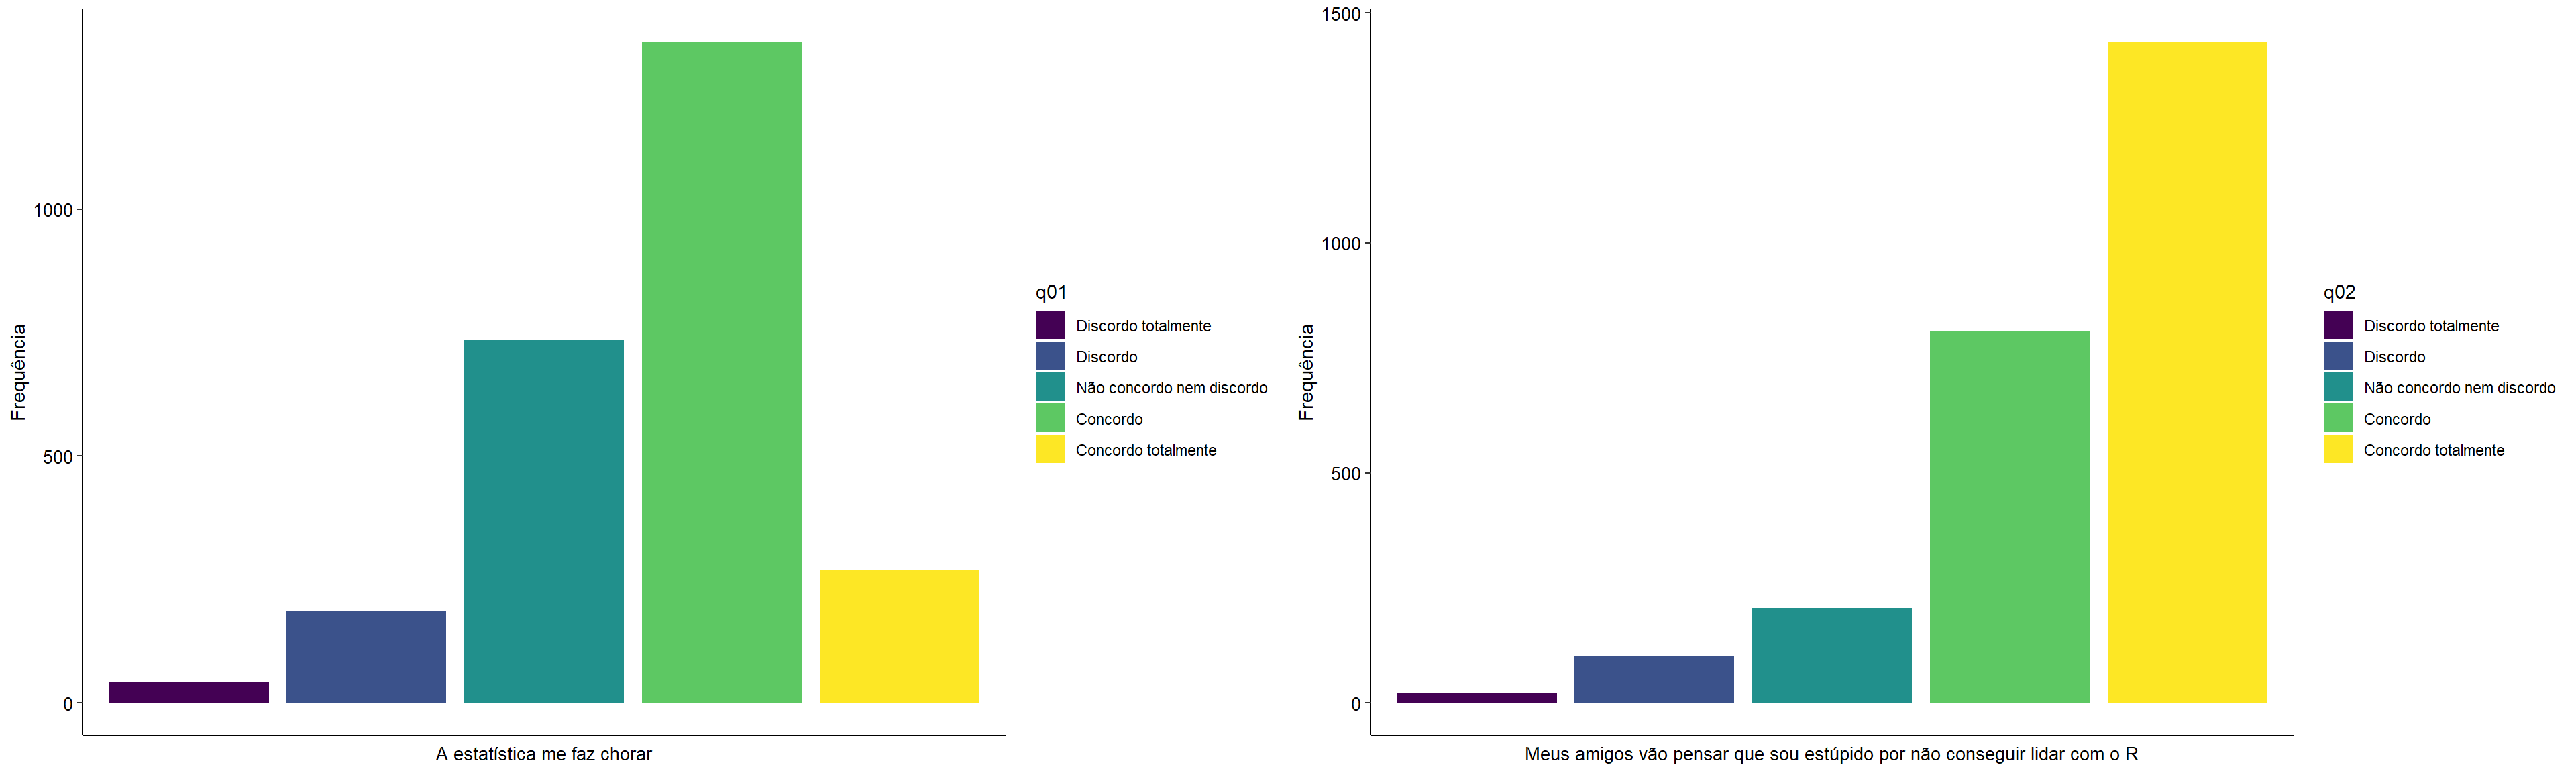 Frequência
1000
500
0
A estatística me faz chorar
q01
Discordo totalmente
Discordo
Não concordo nem discordo
Concordo
Concordo totalmente
Frequência
1500
1000
500
0
Meus amigos vão pensar que sou estúpido por não conseguir lidar com o R
q02
Discordo totalmente
Discordo
Não concordo nem discordo
Concordo
Concordo totalmente